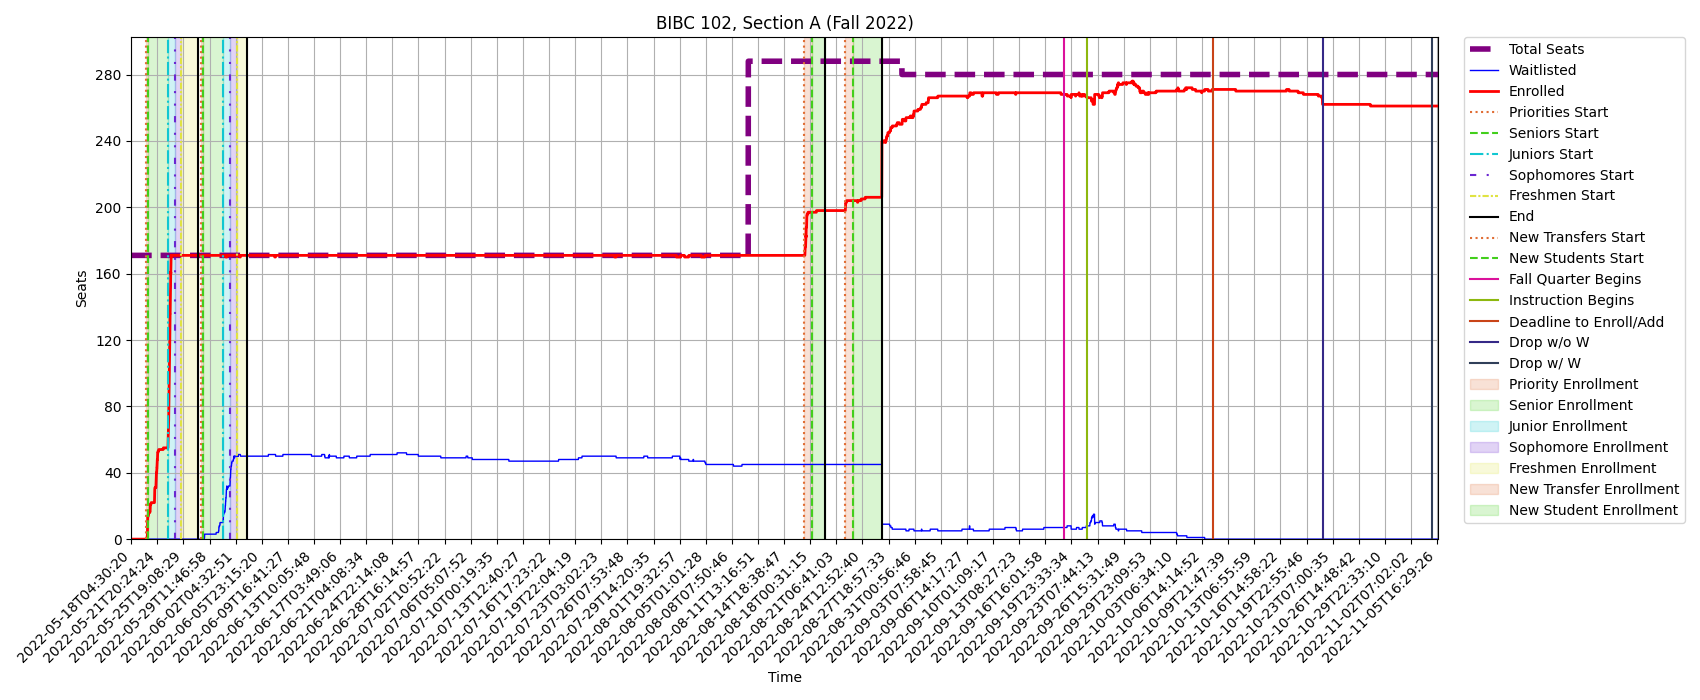 BIBC 102, Section A (Fall 2022)
Seats
280
240
200
160
120
80
40
0
2022-05-18T04:30:20
2022-05-21T20:24:24
2022-05-25T19:08:29
2022-05-29T11:46:58
2022-06-02T04:32:51
2022-06-05T23:15:20
2022-06-09T16:41:27
2022-06-13T10:05:48
2022-06-17T03:49:06
2022-06-21T04:08:34
2022-06-24T22:14:08
2022-06-28T16:14:57
2022-07-02T10:52:22
2022-07-06T05:07:52
2022-07-10T00:19:35
2022-07-13T12:40:27
2022-07-16T17:23:22
2022-07-19T22:04:19
2022-07-23T03:02:23
2022-07-26T07:53:48
2022-07-29T14:20:35
2022-08-01T19:32:57
2022-08-05T01:01:28
2022-08-08T07:50:46
2022-08-11T13:16:51
2022-08-14T18:38:47
2022-08-18T00:31:15
2022-08-21T06:41:03
2022-08-24T12:52:40
2022-08-27T18:57:33
2022-08-31T00:56:46
2022-09-03T07:58:45
2022-09-06T14:17:27
2022-09-10T01:09:17
2022-09-13T08:27:23
2022-09-16T16:01:58
2022-09-19T23:33:34
2022-09-23T07:44:13
2022-09-26T15:31:49
2022-09-29T23:09:53
2022-10-03T06:34:10
2022-10-06T14:14:52
2022-10-09T21:47:39
2022-10-13T06:55:59
2022-10-16T14:58:22
2022-10-19T22:55:46
2022-10-23T07:00:35
2022-10-26T14:48:42
2022-10-29T22:33:10
2022-11-02T07:02:02
2022-11-05T16:29:26
Time
Total Seats
Waitlisted
Enrolled
Priorities Start
Seniors Start
Juniors Start
Sophomores Start
Freshmen Start
End
New Transfers Start
New Students Start
Fall Quarter Begins
Instruction Begins
Deadline to Enroll/Add
Drop w/o W
Drop w/ W
Priority Enrollment
Senior Enrollment
Junior Enrollment
Sophomore Enrollment
Freshmen Enrollment
New Transfer Enrollment
New Student Enrollment